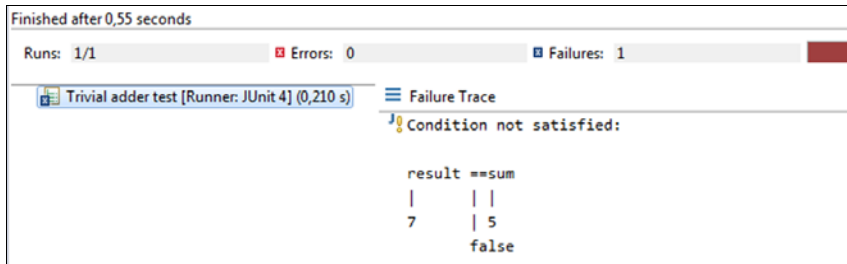 Finished after 0,55 seconds
Runs: 1/1 Errors: 0 Failures: 1
Trivial adder test [Runner: JUnit 4] (0,210 s)
Failure Trace
Condition not satisfied:
result ==sum
|      | |
7      | 5
       false